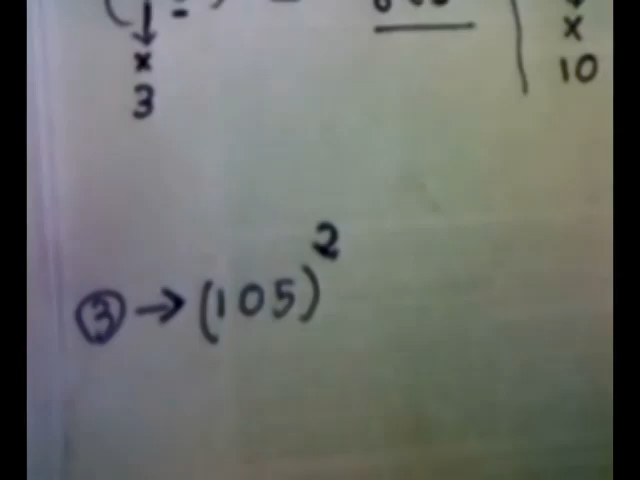 x
3
x
10
③ → (105)²